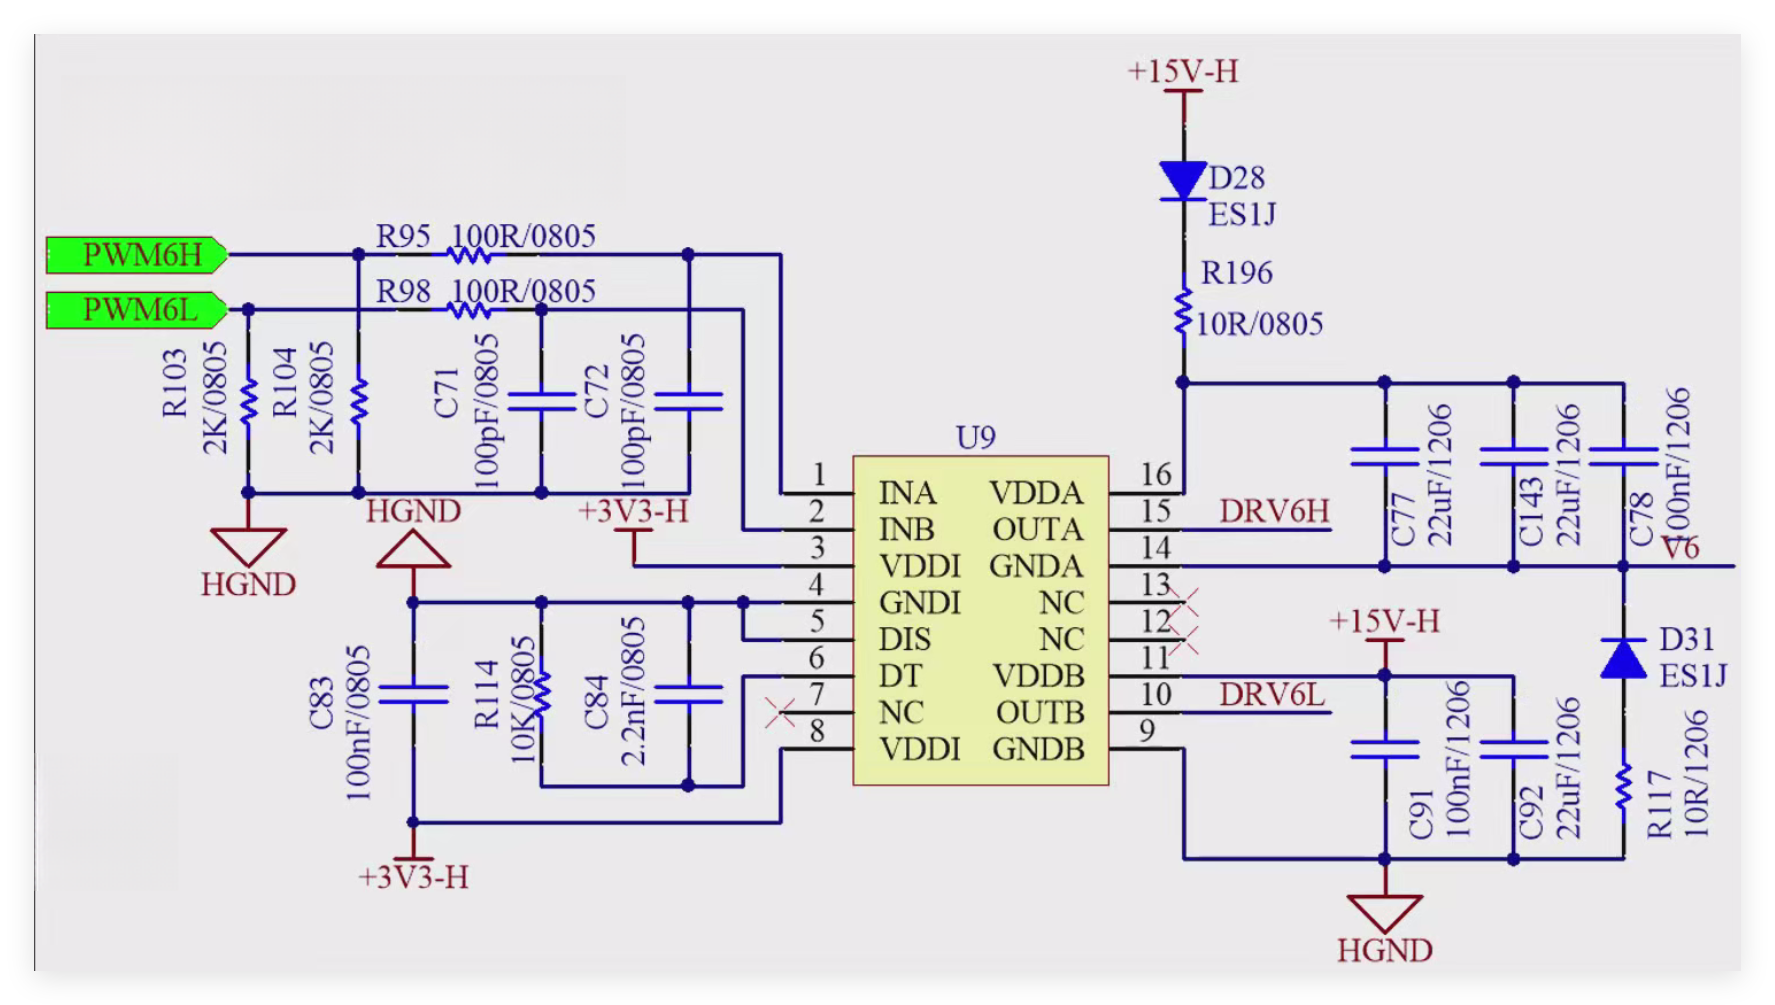 +15V-H
D28
ES1J
R196
10R/0805
PWM6H
R95 100R/0805
PWM6L
R98 100R/0805
R103
2K/0805
R104
2K/0805
C71
100pF/0805
C72
100pF/0805
HGND
HGND
+3V3-H
U9
1 INA VDDA 16
2 INB OUTA 15 DRV6H
3 VDDI GNDA 14
4 GNDI NC 13
5 DIS NC 12
6 DT VDDB 11
7 NC OUTB 10 DRV6L
8 VDDI GNDB 9
C77
22uF/1206
C143
22uF/1206
C78
100nF/1206
V6
+15V-H
D31
ES1J
C83
100nF/0805
R114
10K/0805
C84
2.2nF/0805
+3V3-H
C91
100nF/1206
C92
22uF/1206
R117
10R/1206
HGND